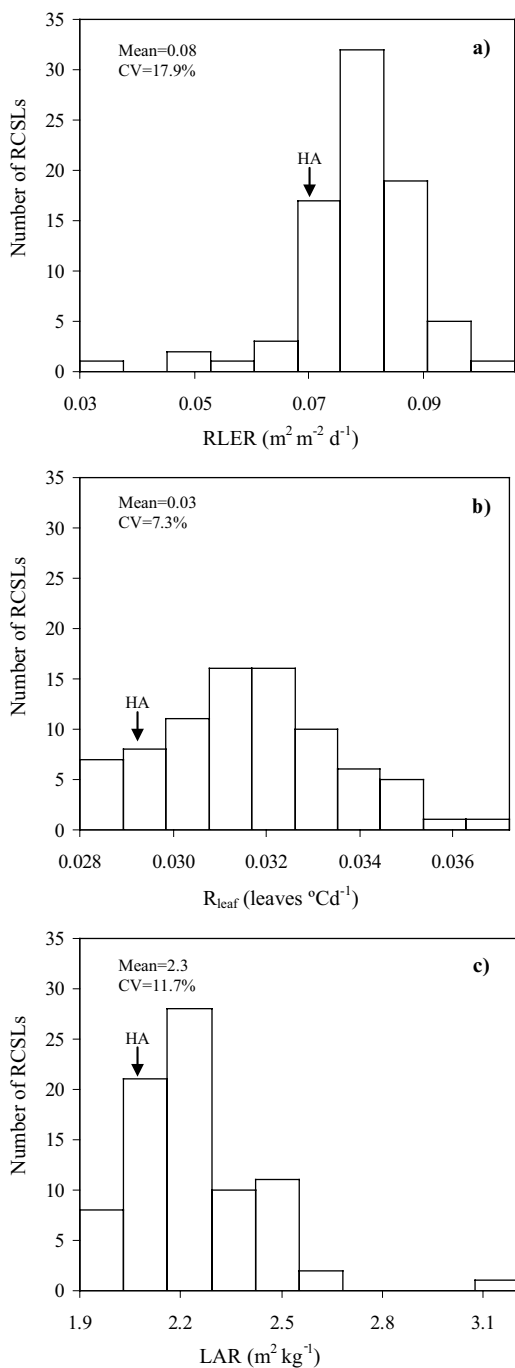 35
30
25
20
15
10
5
0
Number of RCSLs
Mean=0.08
CV=17.9%
a)
HA
0.03 0.05 0.07 0.09
RLER (m² m⁻² d⁻¹)
35
30
25
20
15
10
5
0
Number of RCSLs
Mean=0.03
CV=7.3%
b)
HA
0.028 0.030 0.032 0.034 0.036
R_leaf (leaves ºCd⁻¹)
35
30
25
20
15
10
5
0
Number of RCSLs
Mean=2.3
CV=11.7%
c)
HA
1.9 2.2 2.5 2.8 3.1
LAR (m² kg⁻¹)